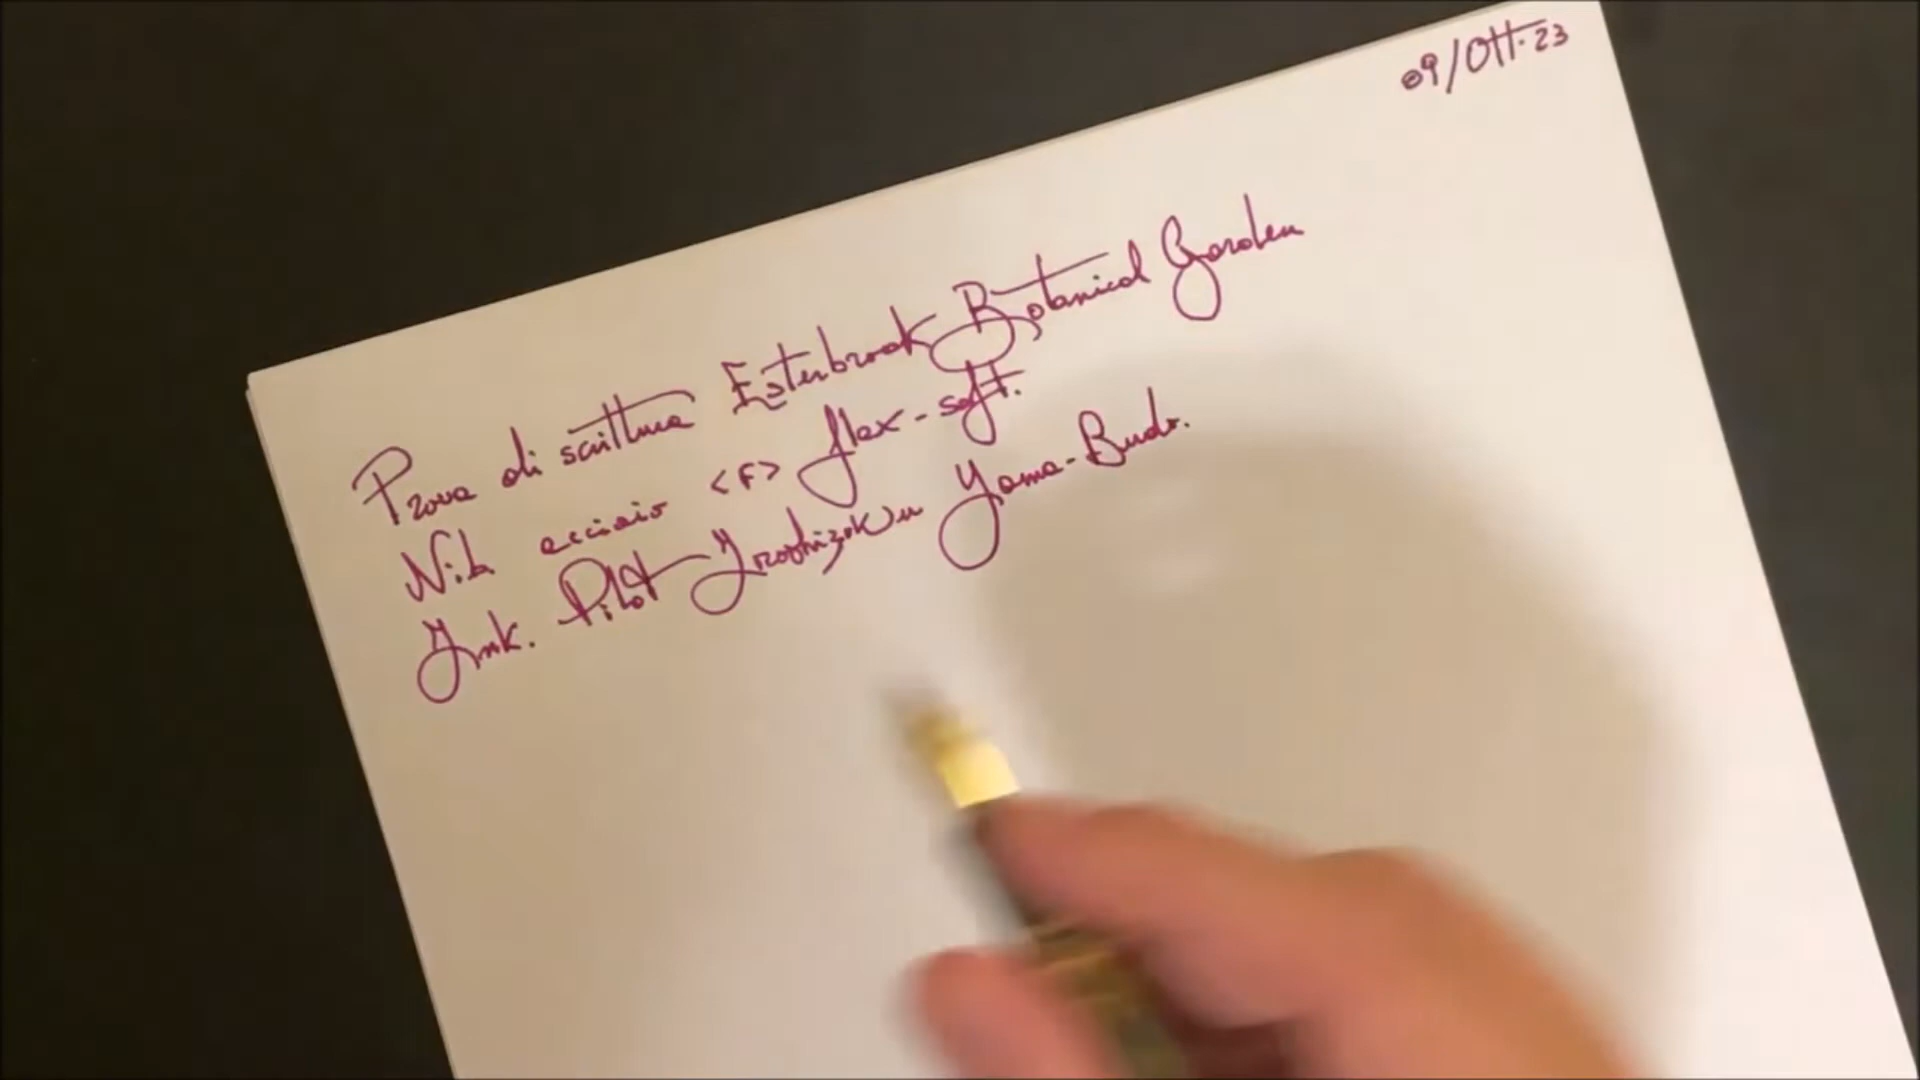 09/Ott.23
Prova di scrittura Esterbrook Botanical Garden
Nib acciaio <F> flex-soft.
Ink. Pilot Iroshizuku Yama-Budo.